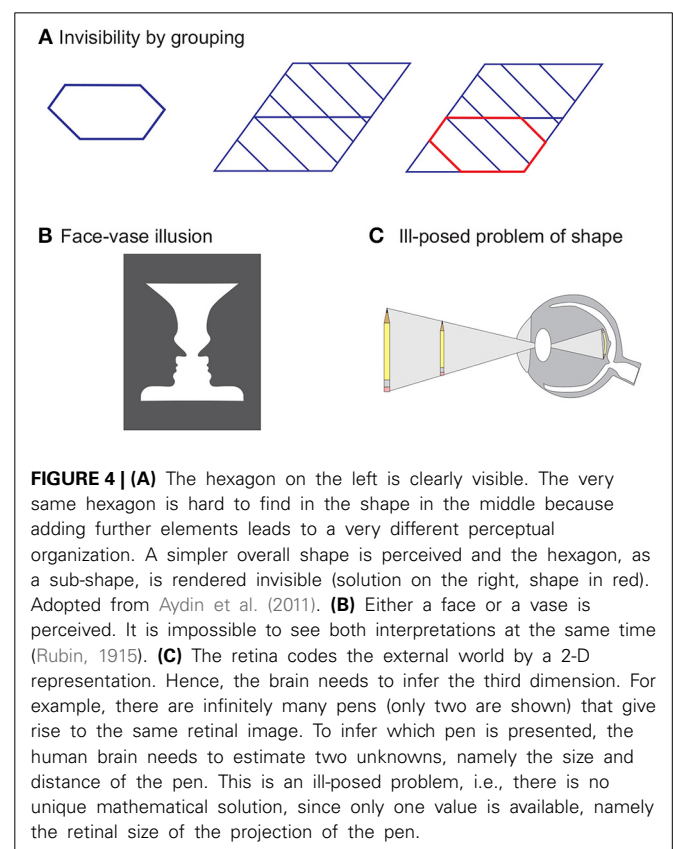 A Invisibility by grouping
B Face-vase illusion
C Ill-posed problem of shape
FIGURE 4 | (A) The hexagon on the left is clearly visible. The very
same hexagon is hard to find in the shape in the middle because
adding further elements leads to a very different perceptual
organization. A simpler overall shape is perceived and the hexagon, as
a sub-shape, is rendered invisible (solution on the right, shape in red).
Adopted from Aydin et al. (2011). (B) Either a face or a vase is
perceived. It is impossible to see both interpretations at the same time
(Rubin, 1915). (C) The retina codes the external world by a 2-D
representation. Hence, the brain needs to infer the third dimension. For
example, there are infinitely many pens (only two are shown) that give
rise to the same retinal image. To infer which pen is presented, the
human brain needs to estimate two unknowns, namely the size and
distance of the pen. This is an ill-posed problem, i.e., there is no
unique mathematical solution, since only one value is available, namely
the retinal size of the projection of the pen.